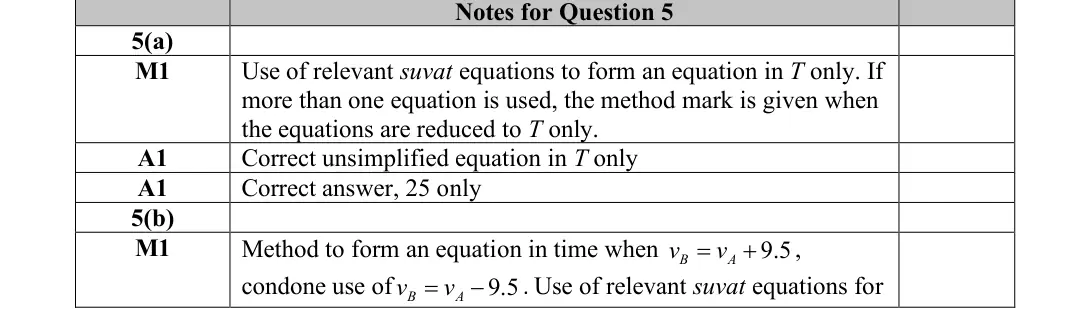 Notes for Question 5
5(a)
M1 Use of relevant suvat equations to form an equation in T only. If
more than one equation is used, the method mark is given when
the equations are reduced to T only.
A1 Correct unsimplified equation in T only
A1 Correct answer, 25 only
5(b)
M1 Method to form an equation in time when v_B = v_A + 9.5,
condone use of v_B = v_A − 9.5. Use of relevant suvat equations for